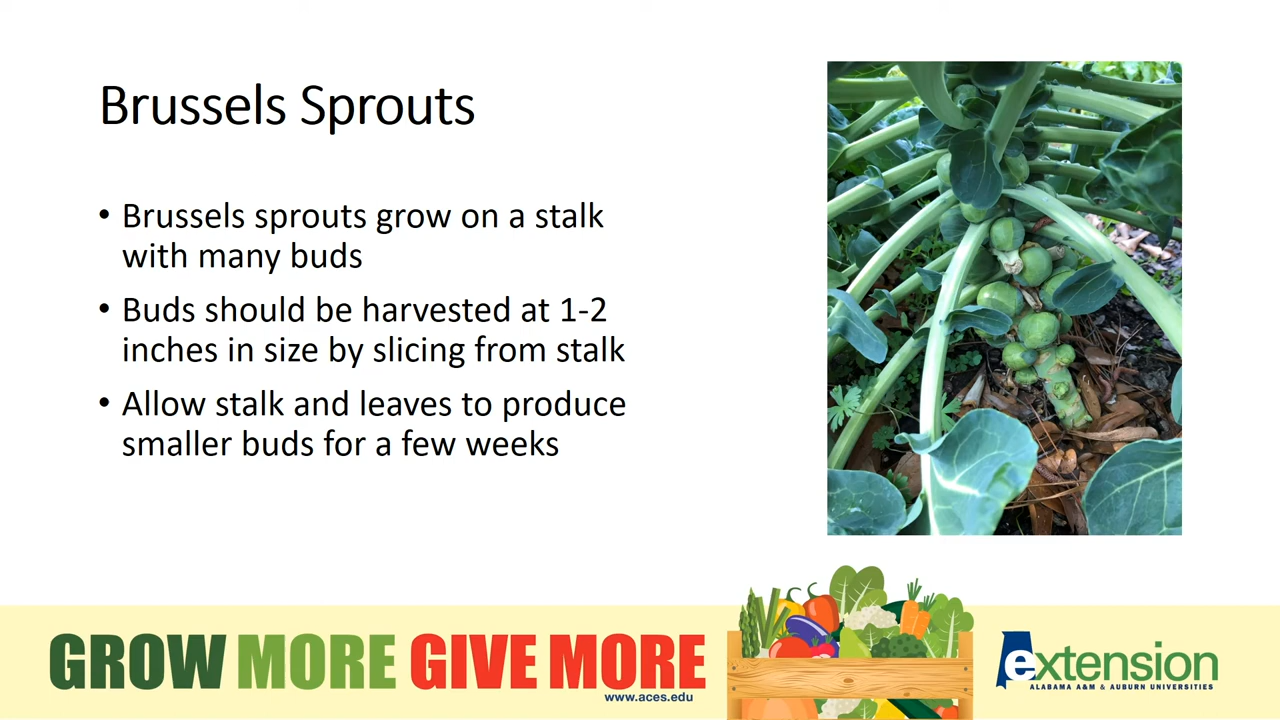 Brussels Sprouts
• Brussels sprouts grow on a stalk
with many buds
• Buds should be harvested at 1-2
inches in size by slicing from stalk
• Allow stalk and leaves to produce
smaller buds for a few weeks
GROW MORE GIVE MORE
www.aces.edu
extension
ALABAMA A&M & AUBURN UNIVERSITIES